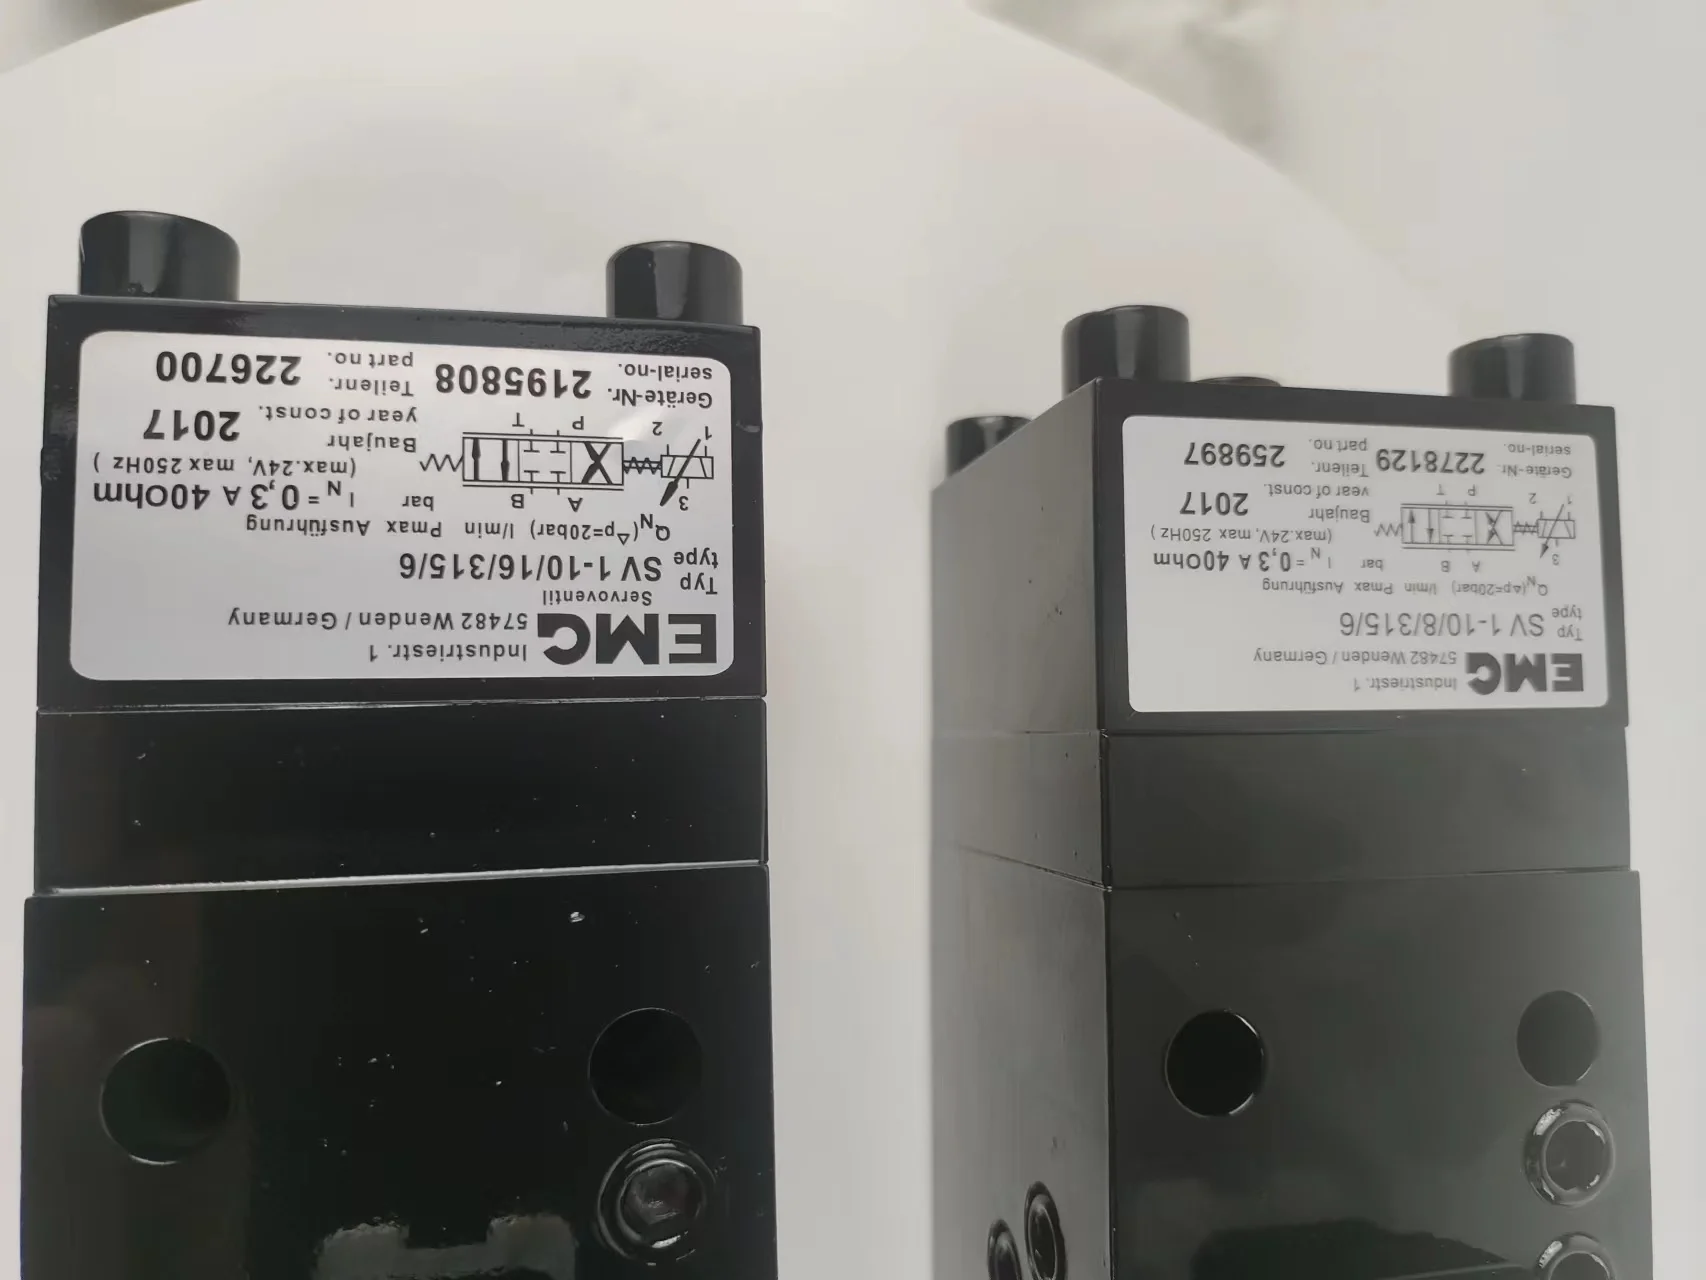 EMG Industriestr. 1
57482 Wenden / Germany
Servoventil
Typ
type SV 1-10/16/315/6
QN(△p=20bar) l/min Pmax Ausführung
bar IN = 0,3 A 40Ohm
(max.24V, max 250Hz )
3
A B
1 2
P T
Baujahr
year of const. 2017
Geräte-Nr.
serial-no. 2195808
Teilenr.
part no. 226700
EMG Industriestr. 1
57482 Wenden / Germany
Typ
type SV 1-10/8/315/6
QN(△p=20bar) l/min Pmax Ausführung
bar IN = 0,3 A 40Ohm
(max.24V, max 250Hz )
3
A B
1 2
P T
Baujahr
year of const. 2017
Geräte-Nr.
serial-no. 2278129
Teilenr.
part no. 259897